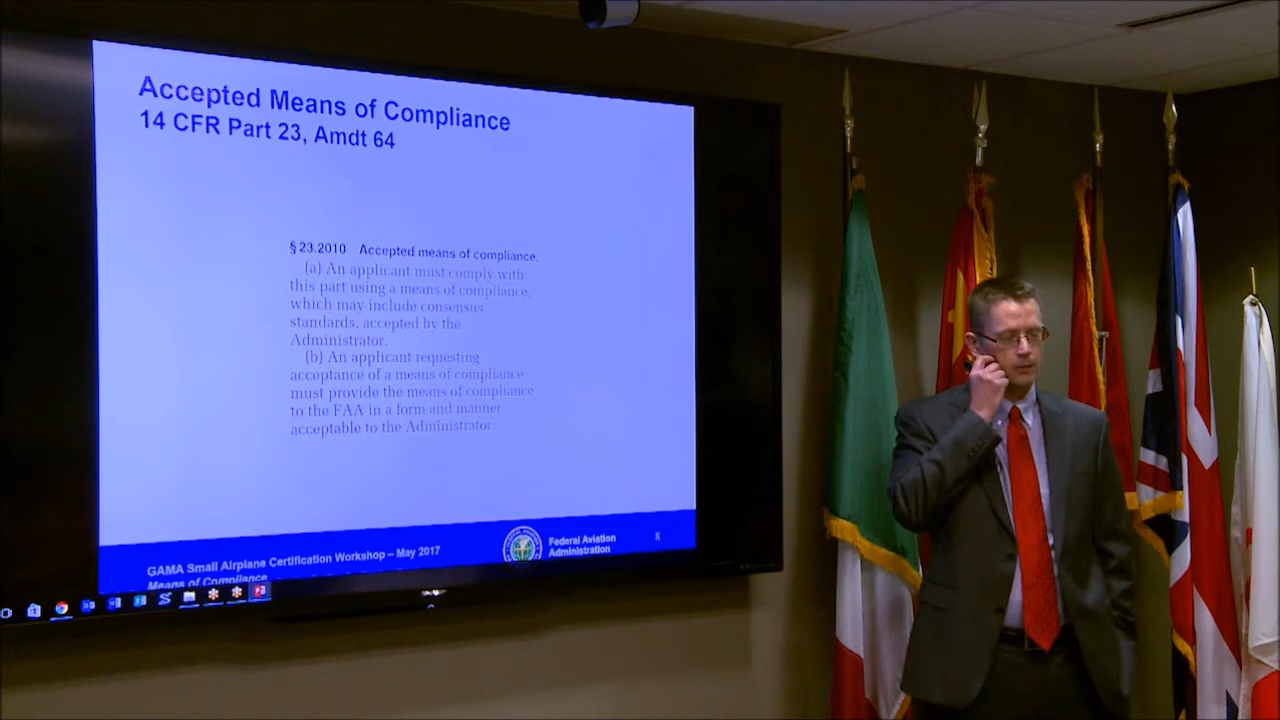 Accepted Means of Compliance
14 CFR Part 23, Amdt 64
§ 23.2010 Accepted means of compliance.
(a) An applicant must comply with
this part using a means of compliance,
which may include consensus
standards, accepted by the
Administrator.
(b) An applicant requesting
acceptance of a means of compliance
must provide the means of compliance
to the FAA in a form and manner
acceptable to the Administrator.
GAMA Small Airplane Certification Workshop – May 2017
Means of Compliance
Federal Aviation
Administration
8